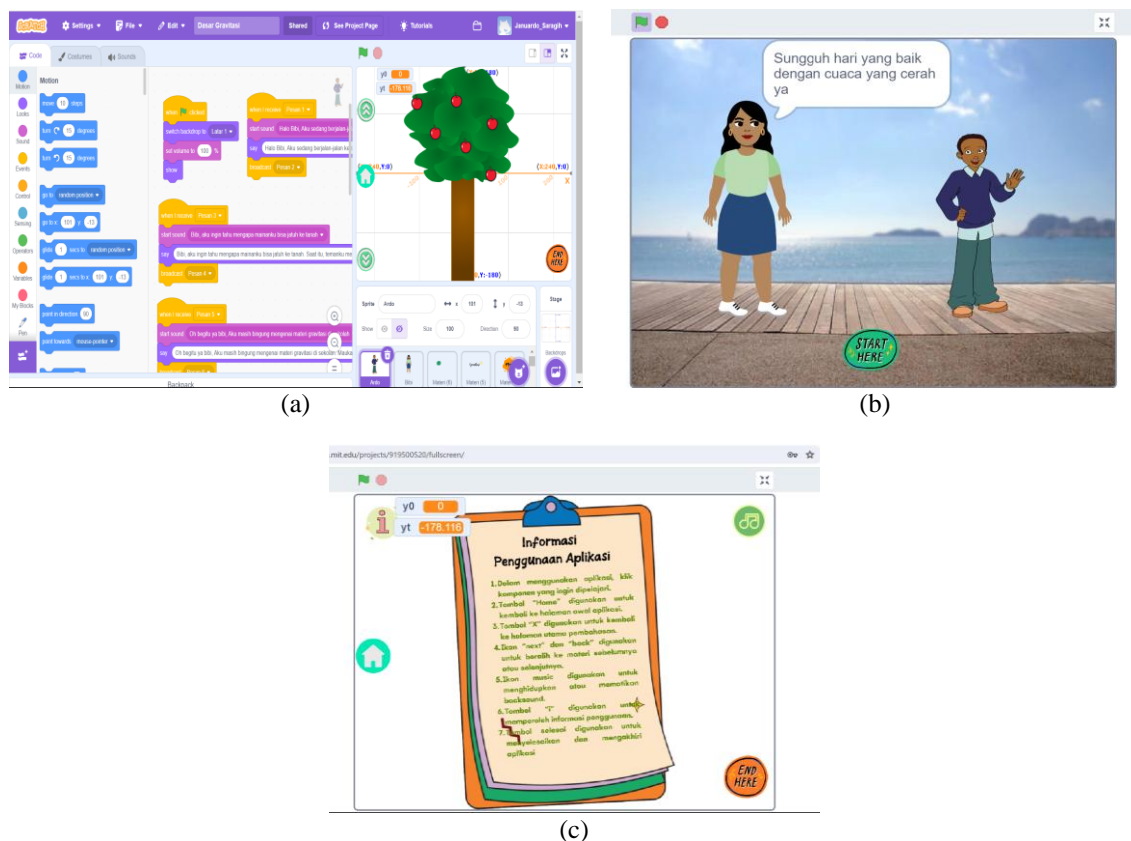 SCRATCH Settings File Edit Dasar Gravitasi Shared See Project Page Tutorials Januardo_Saragih
Code Costumes Sounds
Motion
Looks
Sound
Events
Control
Sensing
Operators
Variables
My Blocks
Pen
Motion
move 10 steps
turn 15 degrees
turn 15 degrees
go to random position
go to x: 101 y: -13
glide 1 secs to random position
glide 1 secs to x: 101 y: -13
point in direction 90
point towards mouse-pointer
when clicked
switch backdrop to Latar 1
set volume to 100 %
show
when I receive Pesan 1
start sound Halo Bibi, Aku sedang berjalan-j
say Halo Bibi, Aku sedang berjalan-jalan ke
broadcast Pesan 2
when I receive Pesan 3
start sound Bibi, aku ingin tahu mengapa manganku bisa jatuh ke tanah
say Bibi, aku ingin tahu mengapa manganku bisa jatuh ke tanah. Saat itu, temanku me
broadcast Pesan 4
when I receive Pesan 5
start sound Oh begitu ya bibi, Aku masih bingung mengenai materi gravitasi di
say Oh begitu ya bibi, Aku masih bingung mengenai materi gravitasi di sekolah
Backpack
y0 0
yt -178.116
(X:240,Y:0)
X
,Y:-180)
END
HERE
Sprite Ardo x 101 y -13
Show Size 100 Direction 90
Stage
Backdrops
Ardo Bibi Materi (S) Materi (S)
(a)
Sungguh hari yang baik
dengan cuaca yang cerah
ya
START
HERE
(b)
.mit.edu/projects/919500520/fullscreen/
y0 0
yt -178.116
i
Informasi
Penggunaan Aplikasi
1.Dalam menggunakan aplikasi, klik
komponen yang ingin dipelajari.
2.Tombol "Home" digunakan untuk
kembali ke halaman awal aplikasi.
3.Tombol "X" digunakan untuk kembali
ke halaman utama pembahasan.
4.Ikon "next" dan "back" digunakan
untuk beralih ke materi sebelumnya
atau selanjutnya.
5.Ikon music digunakan untuk
menghidupkan atau mematikan
backsound.
6.Tombol "i" digunakan untuk
memperoleh informasi penggunaan.
7.Tombol selesai digunakan untuk
menyelesaikan dan mengakhiri
aplikasi
END
HERE
(c)